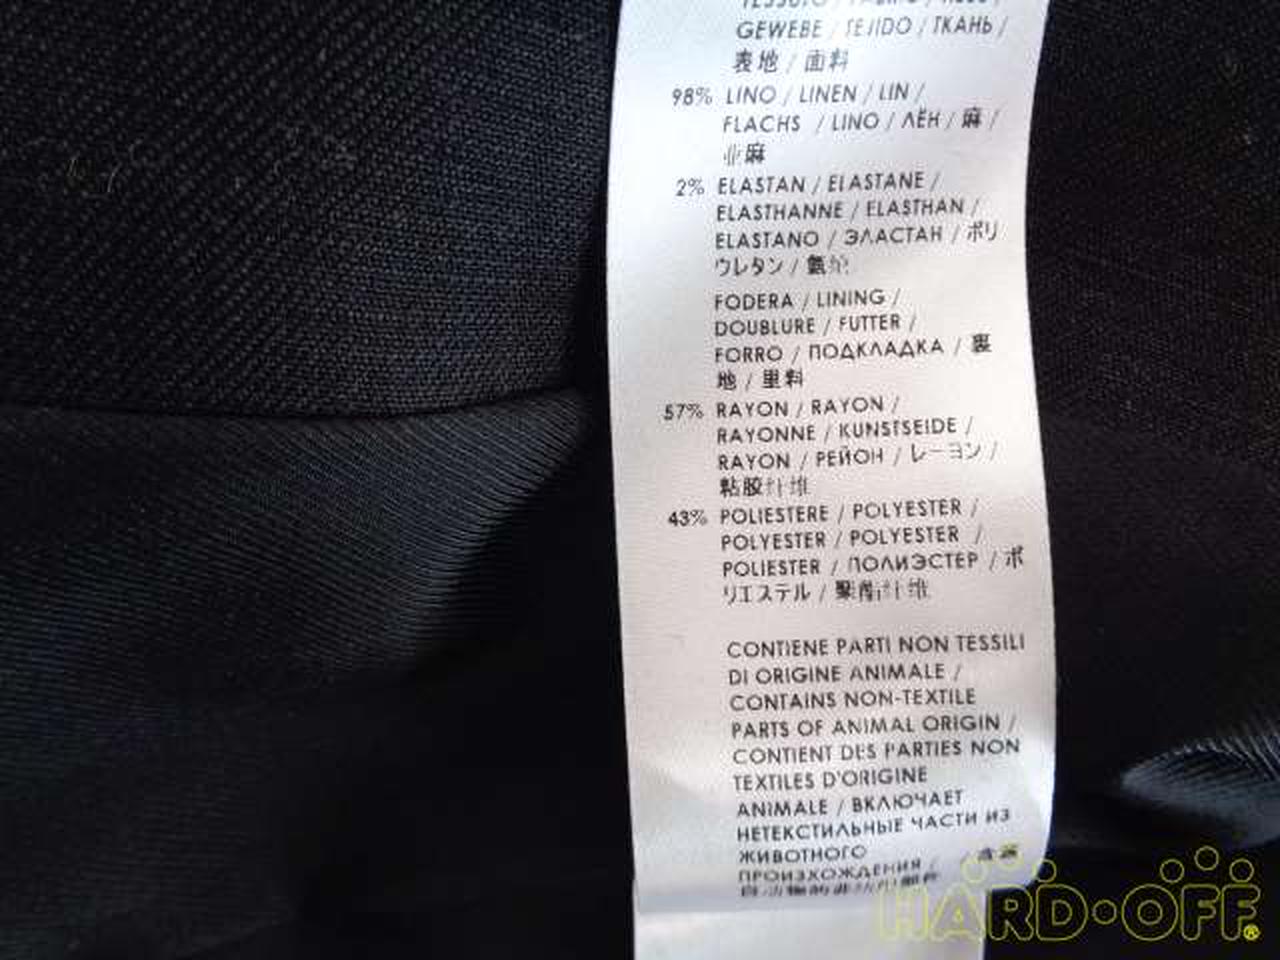 TESSUTO / FABRIC / TISSU /
GEWEBE / TEJIDO / ТКАНЬ /
表地 / 面料
98% LINO / LINEN / LIN /
FLACHS / LINO / ЛЁН / 麻 /
亚麻
2% ELASTAN / ELASTANE /
ELASTHANNE / ELASTHAN /
ELASTANO / ЭЛАСТАН / ポリ
ウレタン / 氨纶
FODERA / LINING /
DOUBLURE / FUTTER /
FORRO / ПОДКЛАДКА / 裏
地 / 里料
57% RAYON / RAYON /
RAYONNE / KUNSTSEIDE /
RAYON / РЕЙОН / レーヨン /
粘胶纤维
43% POLIESTERE / POLYESTER /
POLYESTER / POLYESTER /
POLIESTER / ПОЛИЭСТЕР / ポ
リエステル / 聚酯纤维
CONTIENE PARTI NON TESSILI
DI ORIGINE ANIMALE /
CONTAINS NON-TEXTILE
PARTS OF ANIMAL ORIGIN /
CONTIENT DES PARTIES NON
TEXTILES D'ORIGINE
ANIMALE / ВКЛЮЧАЕТ
НЕТЕКСТИЛЬНЫЕ ЧАСТИ ИЗ
ЖИВОТНОГО
ПРОИЗХОЖДЕНИЯ /
HARD·OFF®